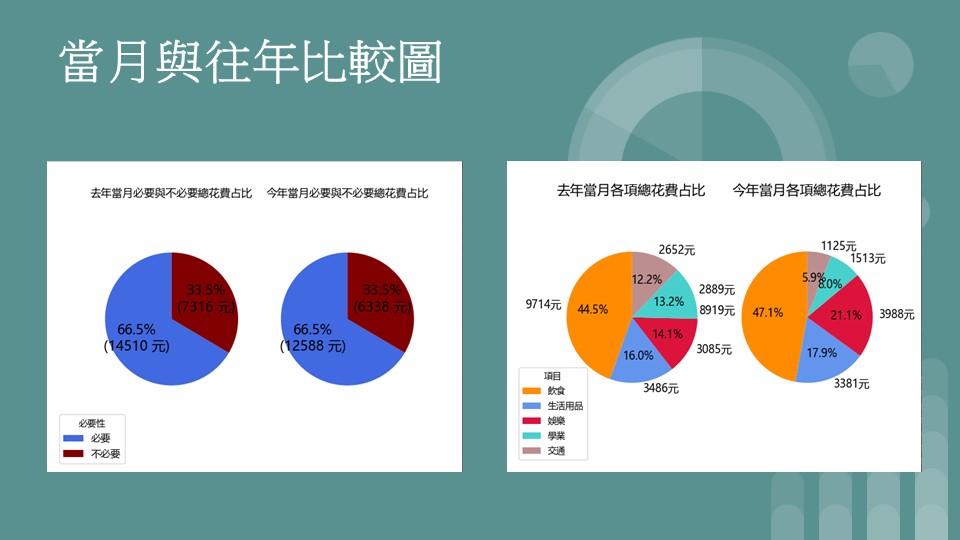 當月與往年比較圖
去年當月必要與不必要總花費占比
今年當月必要與不必要總花費占比
33.5%
(7316 元)
66.5%
(14510 元)
33.5%
(6338 元)
66.5%
(12588 元)
必要性
必要
不必要
去年當月各項總花費占比
今年當月各項總花費占比
2652元
12.2%
2889元
13.2%
9714元
44.5%
14.1%
3085元
16.0%
3486元
1125元
5.9%
1513元
8.0%
8919元
47.1%
21.1%
3988元
17.9%
3381元
項目
飲食
生活用品
娛樂
學業
交通